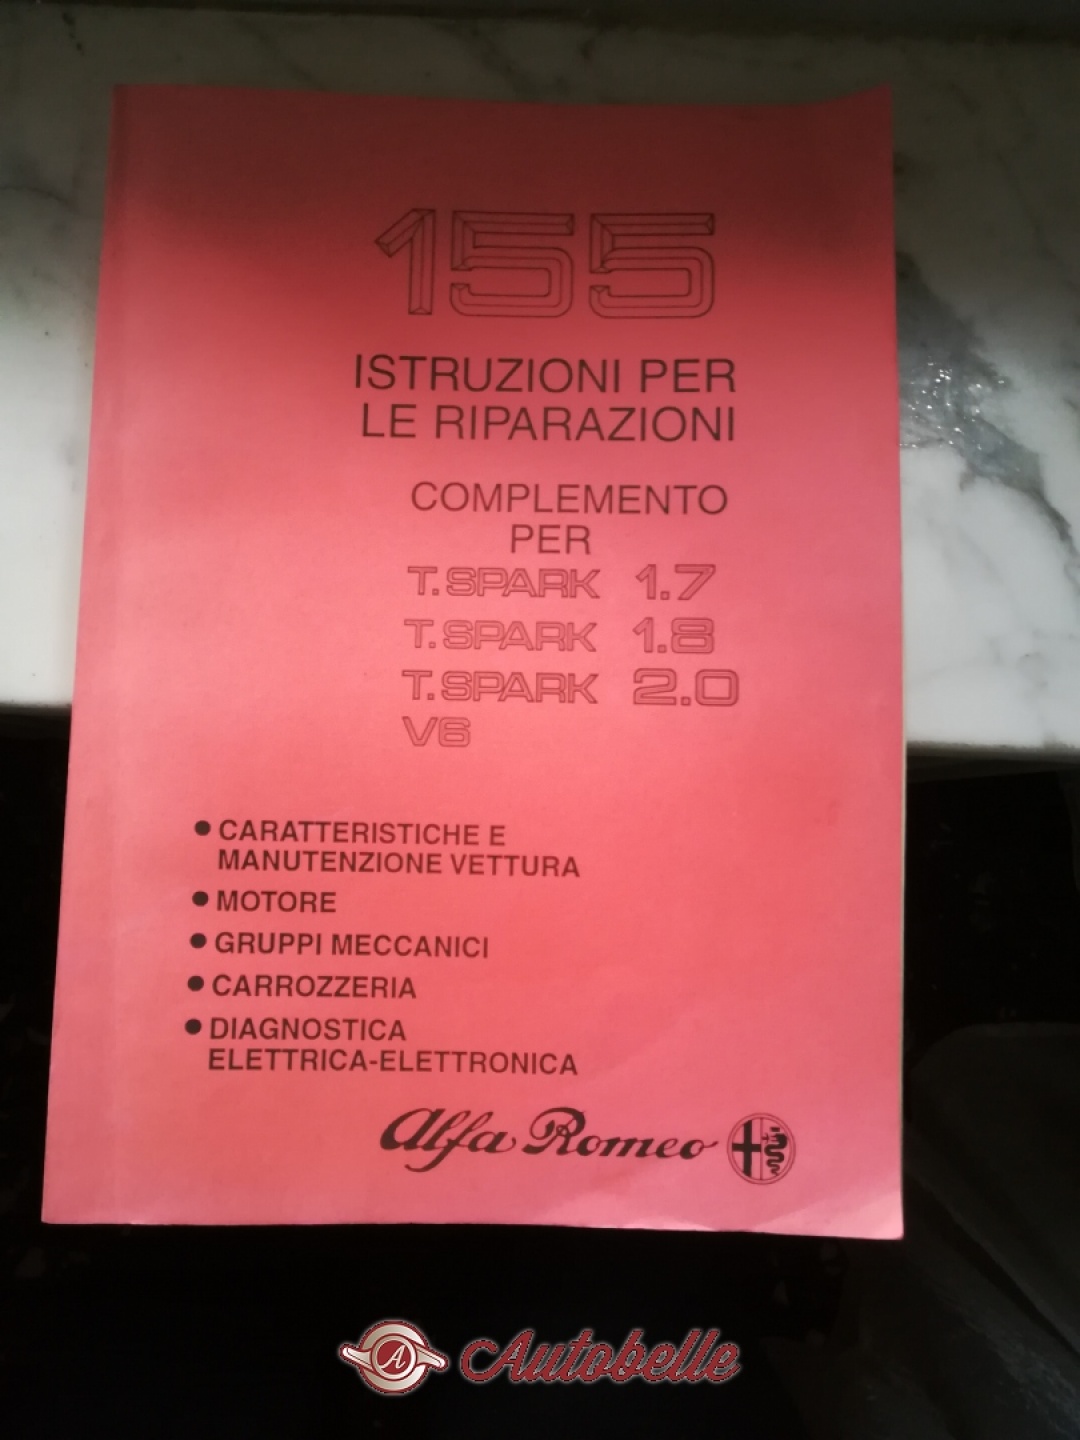 155
ISTRUZIONI PER
LE RIPARAZIONI
COMPLEMENTO
PER
T.SPARK 1.7
T.SPARK 1.8
T.SPARK 2.0
V6
● CARATTERISTICHE E
MANUTENZIONE VETTURA
● MOTORE
● GRUPPI MECCANICI
● CARROZZERIA
● DIAGNOSTICA
ELETTRICA-ELETTRONICA
Alfa Romeo
A Autobelle